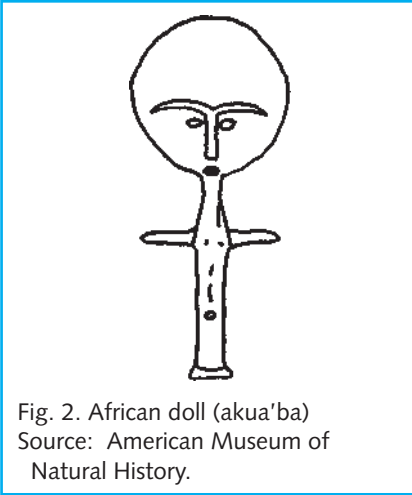 Fig. 2. African doll (akua'ba)
Source:  American Museum of
Natural History.